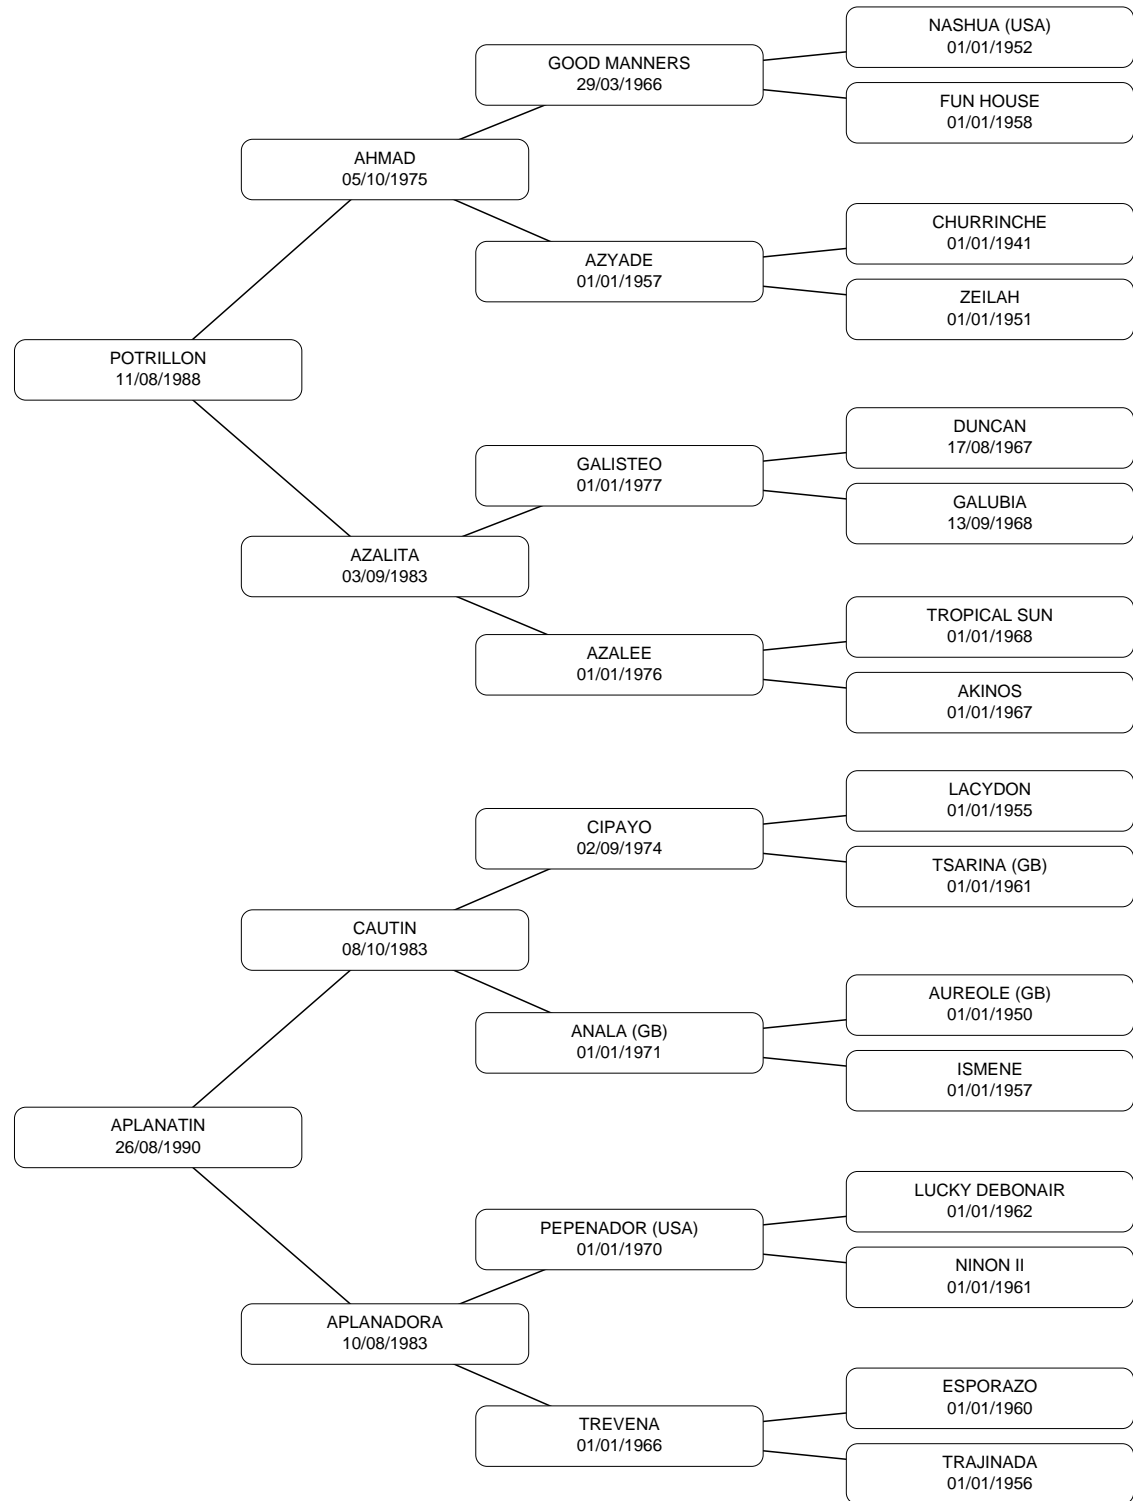 NASHUA (USA)
01/01/1952
GOOD MANNERS
29/03/1966
FUN HOUSE
01/01/1958
AHMAD
05/10/1975
CHURRINCHE
01/01/1941
AZYADE
01/01/1957
ZEILAH
01/01/1951
POTRILLON
11/08/1988
DUNCAN
17/08/1967
GALISTEO
01/01/1977
GALUBIA
13/09/1968
AZALITA
03/09/1983
TROPICAL SUN
01/01/1968
AZALEE
01/01/1976
AKINOS
01/01/1967
LACYDON
01/01/1955
CIPAYO
02/09/1974
TSARINA (GB)
01/01/1961
CAUTIN
08/10/1983
AUREOLE (GB)
01/01/1950
ANALA (GB)
01/01/1971
ISMENE
01/01/1957
APLANATIN
26/08/1990
LUCKY DEBONAIR
01/01/1962
PEPENADOR (USA)
01/01/1970
NINON II
01/01/1961
APLANADORA
10/08/1983
ESPORAZO
01/01/1960
TREVENA
01/01/1966
TRAJINADA
01/01/1956